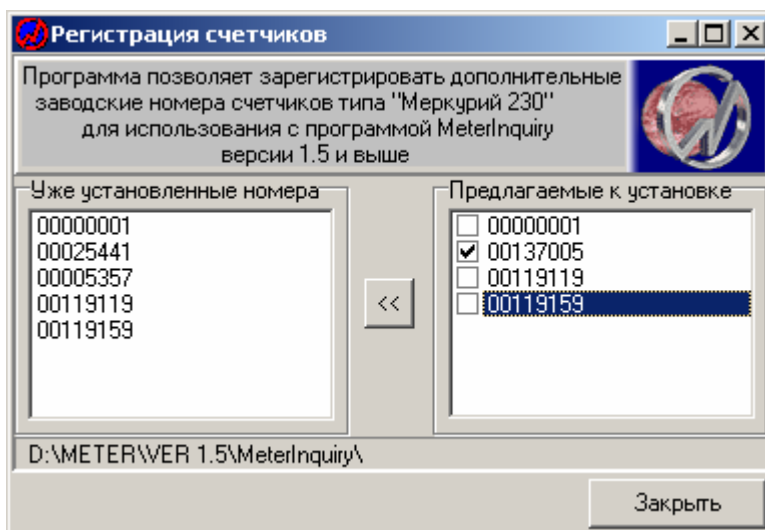 Регистрация счетчиков
Программа позволяет зарегистрировать дополнительные
заводские номера счетчиков типа "Меркурий 230"
для использования с программой MeterInquiry
версии 1.5 и выше
Уже установленные номера
00000001
00025441
00005357
00119119
00119159
<<
Предлагаемые к установке
00000001
00137005
00119119
00119159
D:\METER\VER 1.5\MeterInquiry\
Закрыть